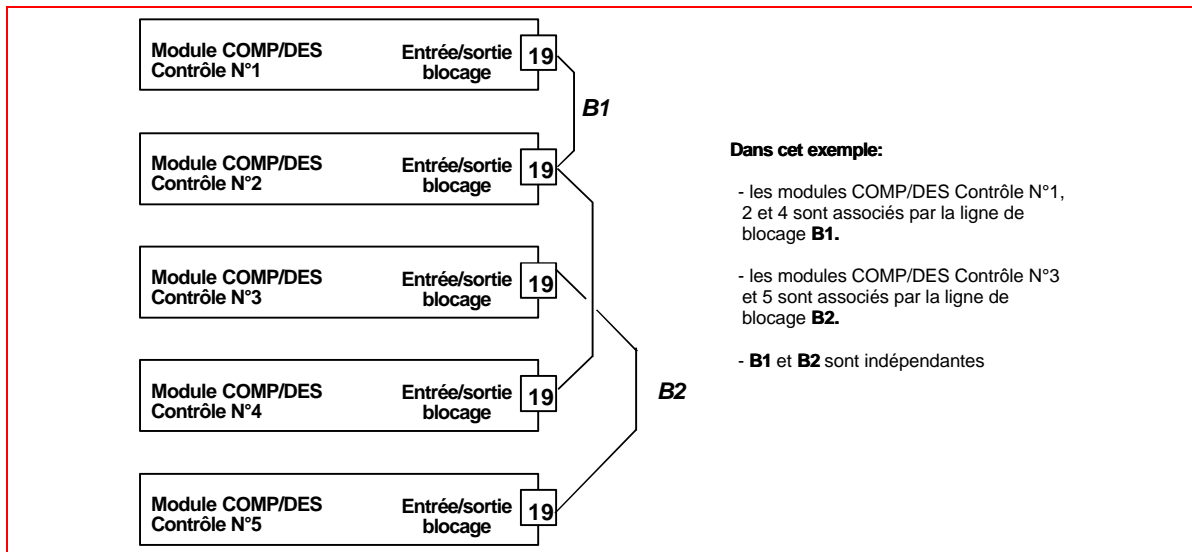 Module COMP/DES
Contrôle N°1
Entrée/sortie
blocage
19
B1
Module COMP/DES
Contrôle N°2
Entrée/sortie
blocage
19
Module COMP/DES
Contrôle N°3
Entrée/sortie
blocage
19
Module COMP/DES
Contrôle N°4
Entrée/sortie
blocage
19
B2
Module COMP/DES
Contrôle N°5
Entrée/sortie
blocage
19
Dans cet exemple:
- les modules COMP/DES Contrôle N°1,
2 et 4 sont associés par la ligne de
blocage B1.
- les modules COMP/DES Contrôle N°3
et 5 sont associés par la ligne de
blocage B2.
- B1 et B2 sont indépendantes